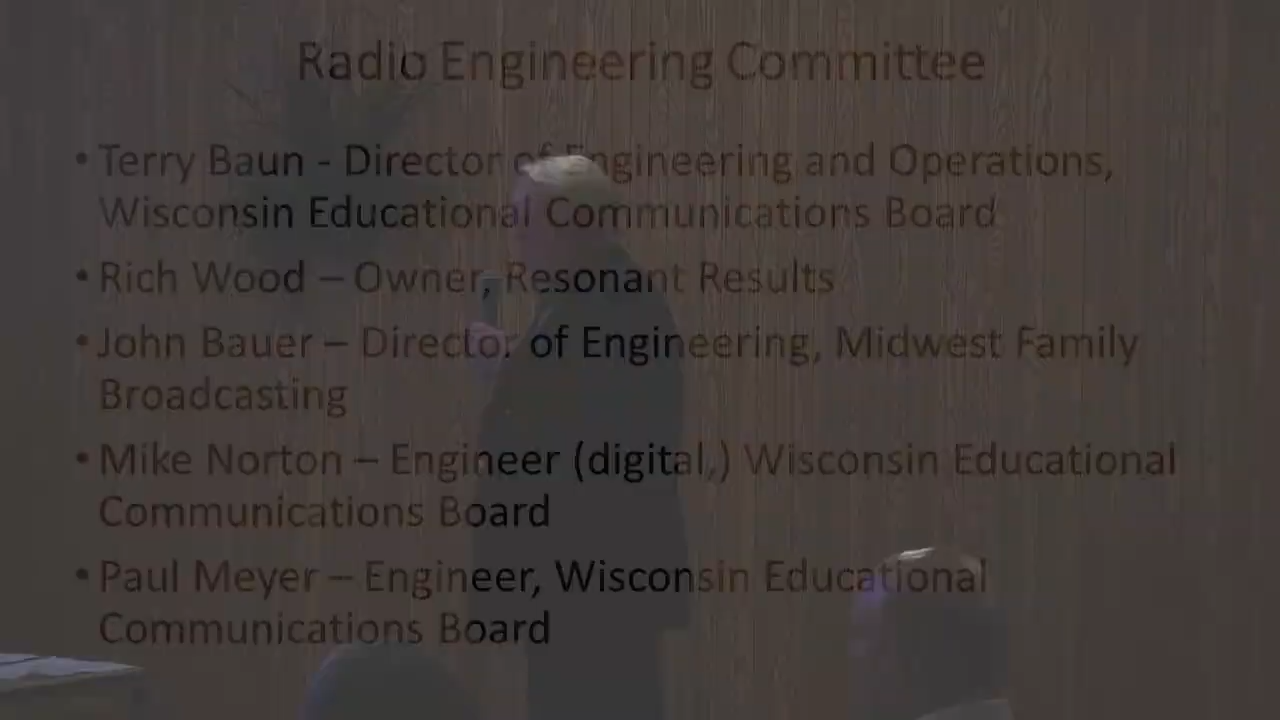 Radio Engineering Committee
• Terry Baun - Director of Engineering and Operations,
Wisconsin Educational Communications Board
• Rich Wood – Owner, Resonant Results
• John Bauer – Director of Engineering, Midwest Family
Broadcasting
• Mike Norton – Engineer (digital,) Wisconsin Educational
Communications Board
• Paul Meyer – Engineer, Wisconsin Educational
Communications Board